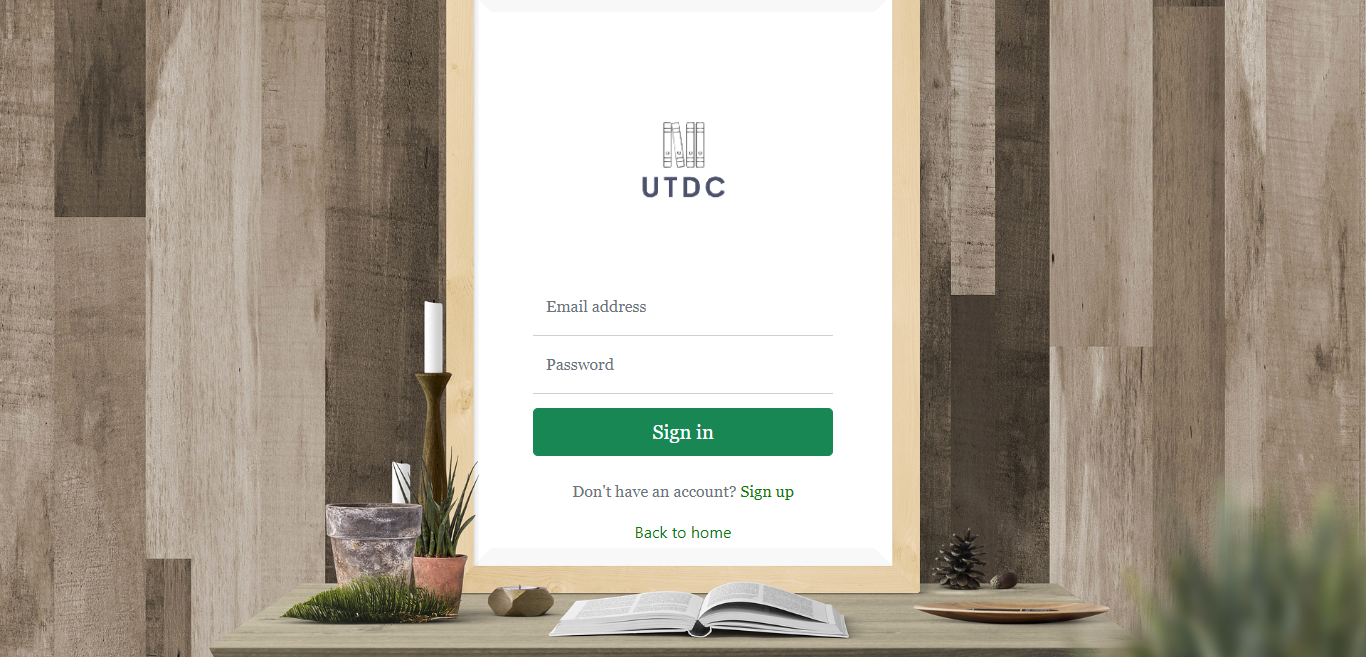 UTDC
Email address
Password
Sign in
Don't have an account? Sign up
Back to home